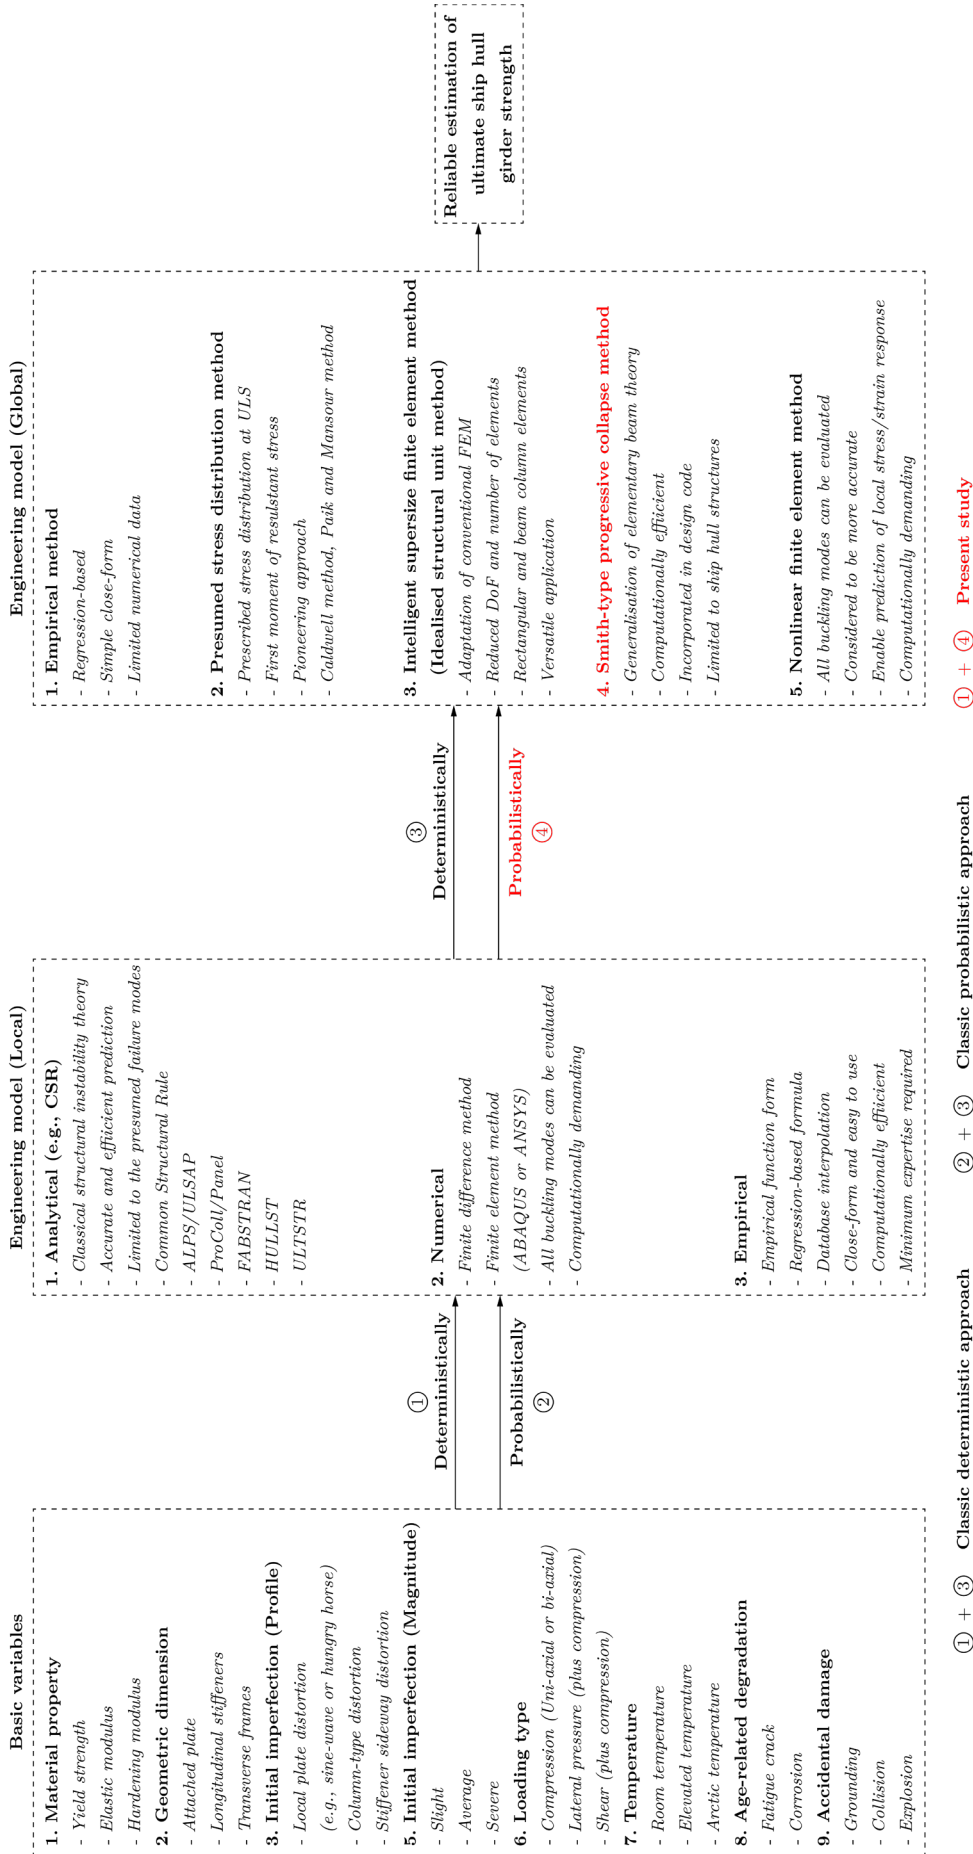 Basic variables
1. Material property
- Yield strength
- Elastic modulus
- Hardening modulus
2. Geometric dimension
- Attached plate
- Longitudinal stiffeners
- Transverse frames
3. Initial imperfection (Profile)
- Local plate distortion
(e.g., sine-wave or hungry horse)
- Column-type distortion
- Stiffener sideway distortion
5. Initial imperfection (Magnitude)
- Slight
- Average
- Severe
6. Loading type
- Compression (Uni-axial or bi-axial)
- Lateral pressure (plus compression)
- Shear (plus compression)
7. Temperature
- Room temperature
- Elevated temperature
- Arctic temperature
8. Age-related degradation
- Fatigue crack
- Corrosion
9. Accidental damage
- Grounding
- Collision
- Explosion
①
Deterministically
Probabilistically
②
Engineering model (Local)
1. Analytical (e.g., CSR)
- Classical structural instability theory
- Accurate and effiicient prediction
- Limited to the presumed failure modes
- Common Structural Rule
- ALPS/ULSAP
- ProColl/Panel
- FABSTRAN
- HULLST
- ULTSTR
2. Numerical
- Finite difference method
- Finite element method
(ABAQUS or ANSYS)
- All buckling modes can be evaluated
- Computationally demanding
3. Empirical
- Empirical function form
- Regression-based formula
- Database interpolation
- Close-form and easy to use
- Computationally effiicient
- Minimum expertise required
③
Deterministically
Probabilistically
④
Engineering model (Global)
1. Empirical method
- Regression-based
- Simple close-form
- Limited numerical data
2. Presumed stress distribution method
- Prescribed stress distribution at ULS
- First moment of resulstant stress
- Pioneering approach
- Caldwell method, Paik and Mansour method
3. Intelligent supersize finite element method
(Idealised structural unit method)
- Adaptation of conventional FEM
- Reduced DoF and number of elements
- Rectangular and beam column elements
- Versatile application
4. Smith-type progressive collapse method
- Generalisation of elementary beam theory
- Computationally effiicient
- Incorporated in design code
- Limited to ship hull structures
5. Nonlinear finite element method
- All buckling modes can be evaluated
- Considered to be more accurate
- Enable prediction of local stress/strain response
- Computationally demanding
Reliable estimation of
ultimate ship hull
girder strength
① + ③ Classic deterministic approach
② + ③ Classic probabilistic approach
① + ④ Present study